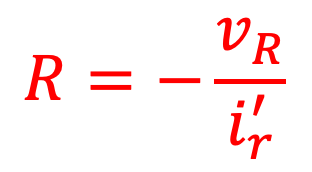 R = − v_R / i′_r